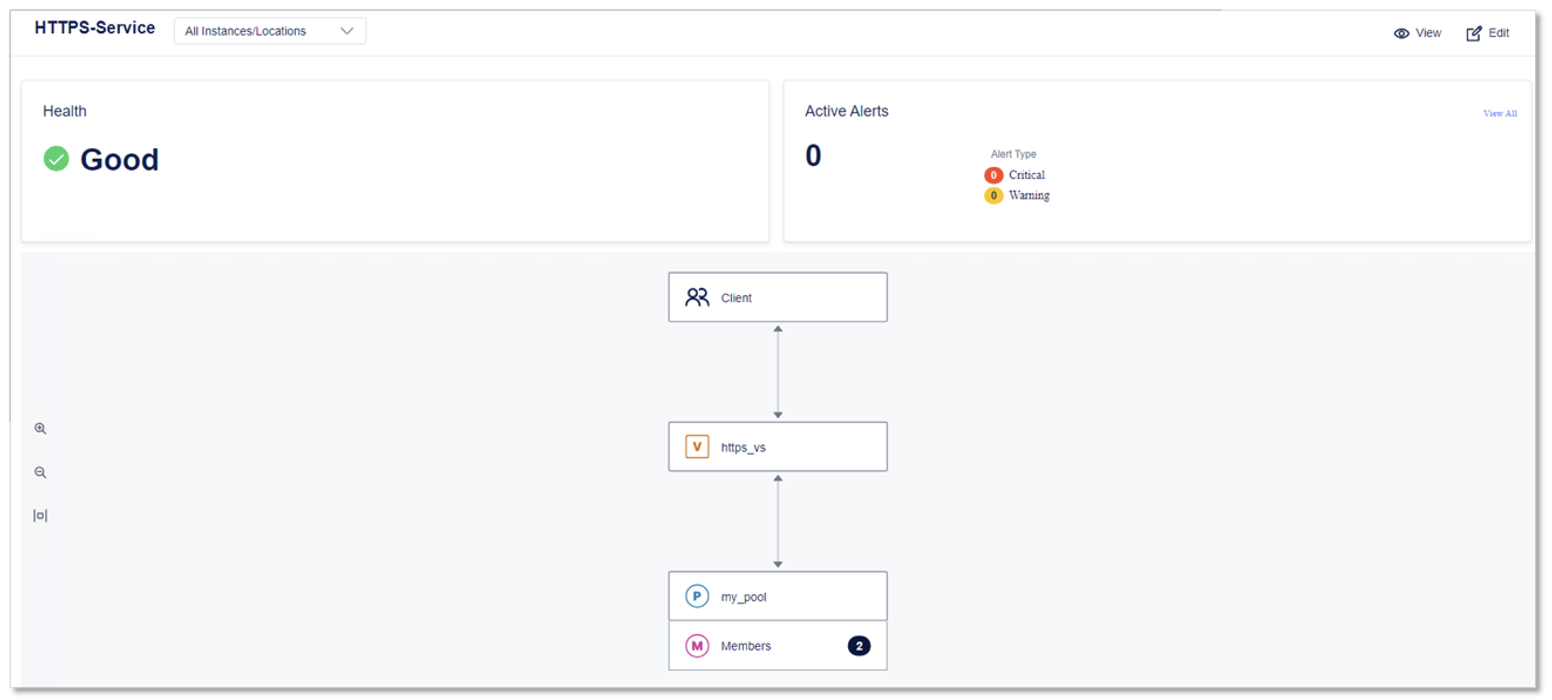 HTTPS-Service
All Instances/Locations
View
Edit
Health
Good
Active Alerts
View All
0
Alert Type
0 Critical
0 Warning
Client
V https_vs
P my_pool
M Members 2